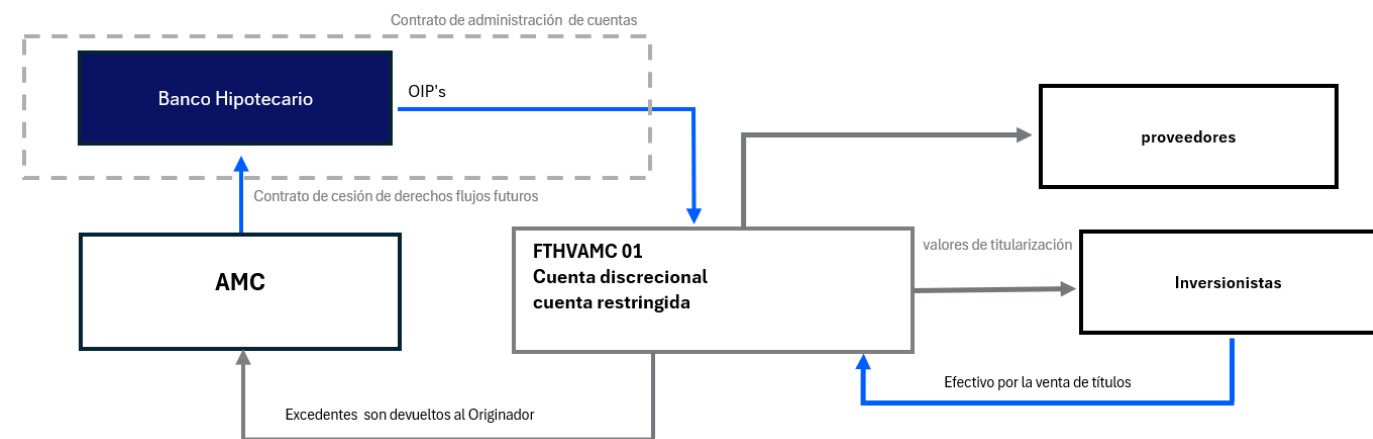 Contrato de administración de cuentas
Banco Hipotecario
OIP's
proveedores
Contrato de cesión de derechos flujos futuros
AMC
FTHVAMC 01
Cuenta discrecional
cuenta restringida
valores de titularización
Inversionistas
Efectivo por la venta de títulos
Excedentes son devueltos al Originador